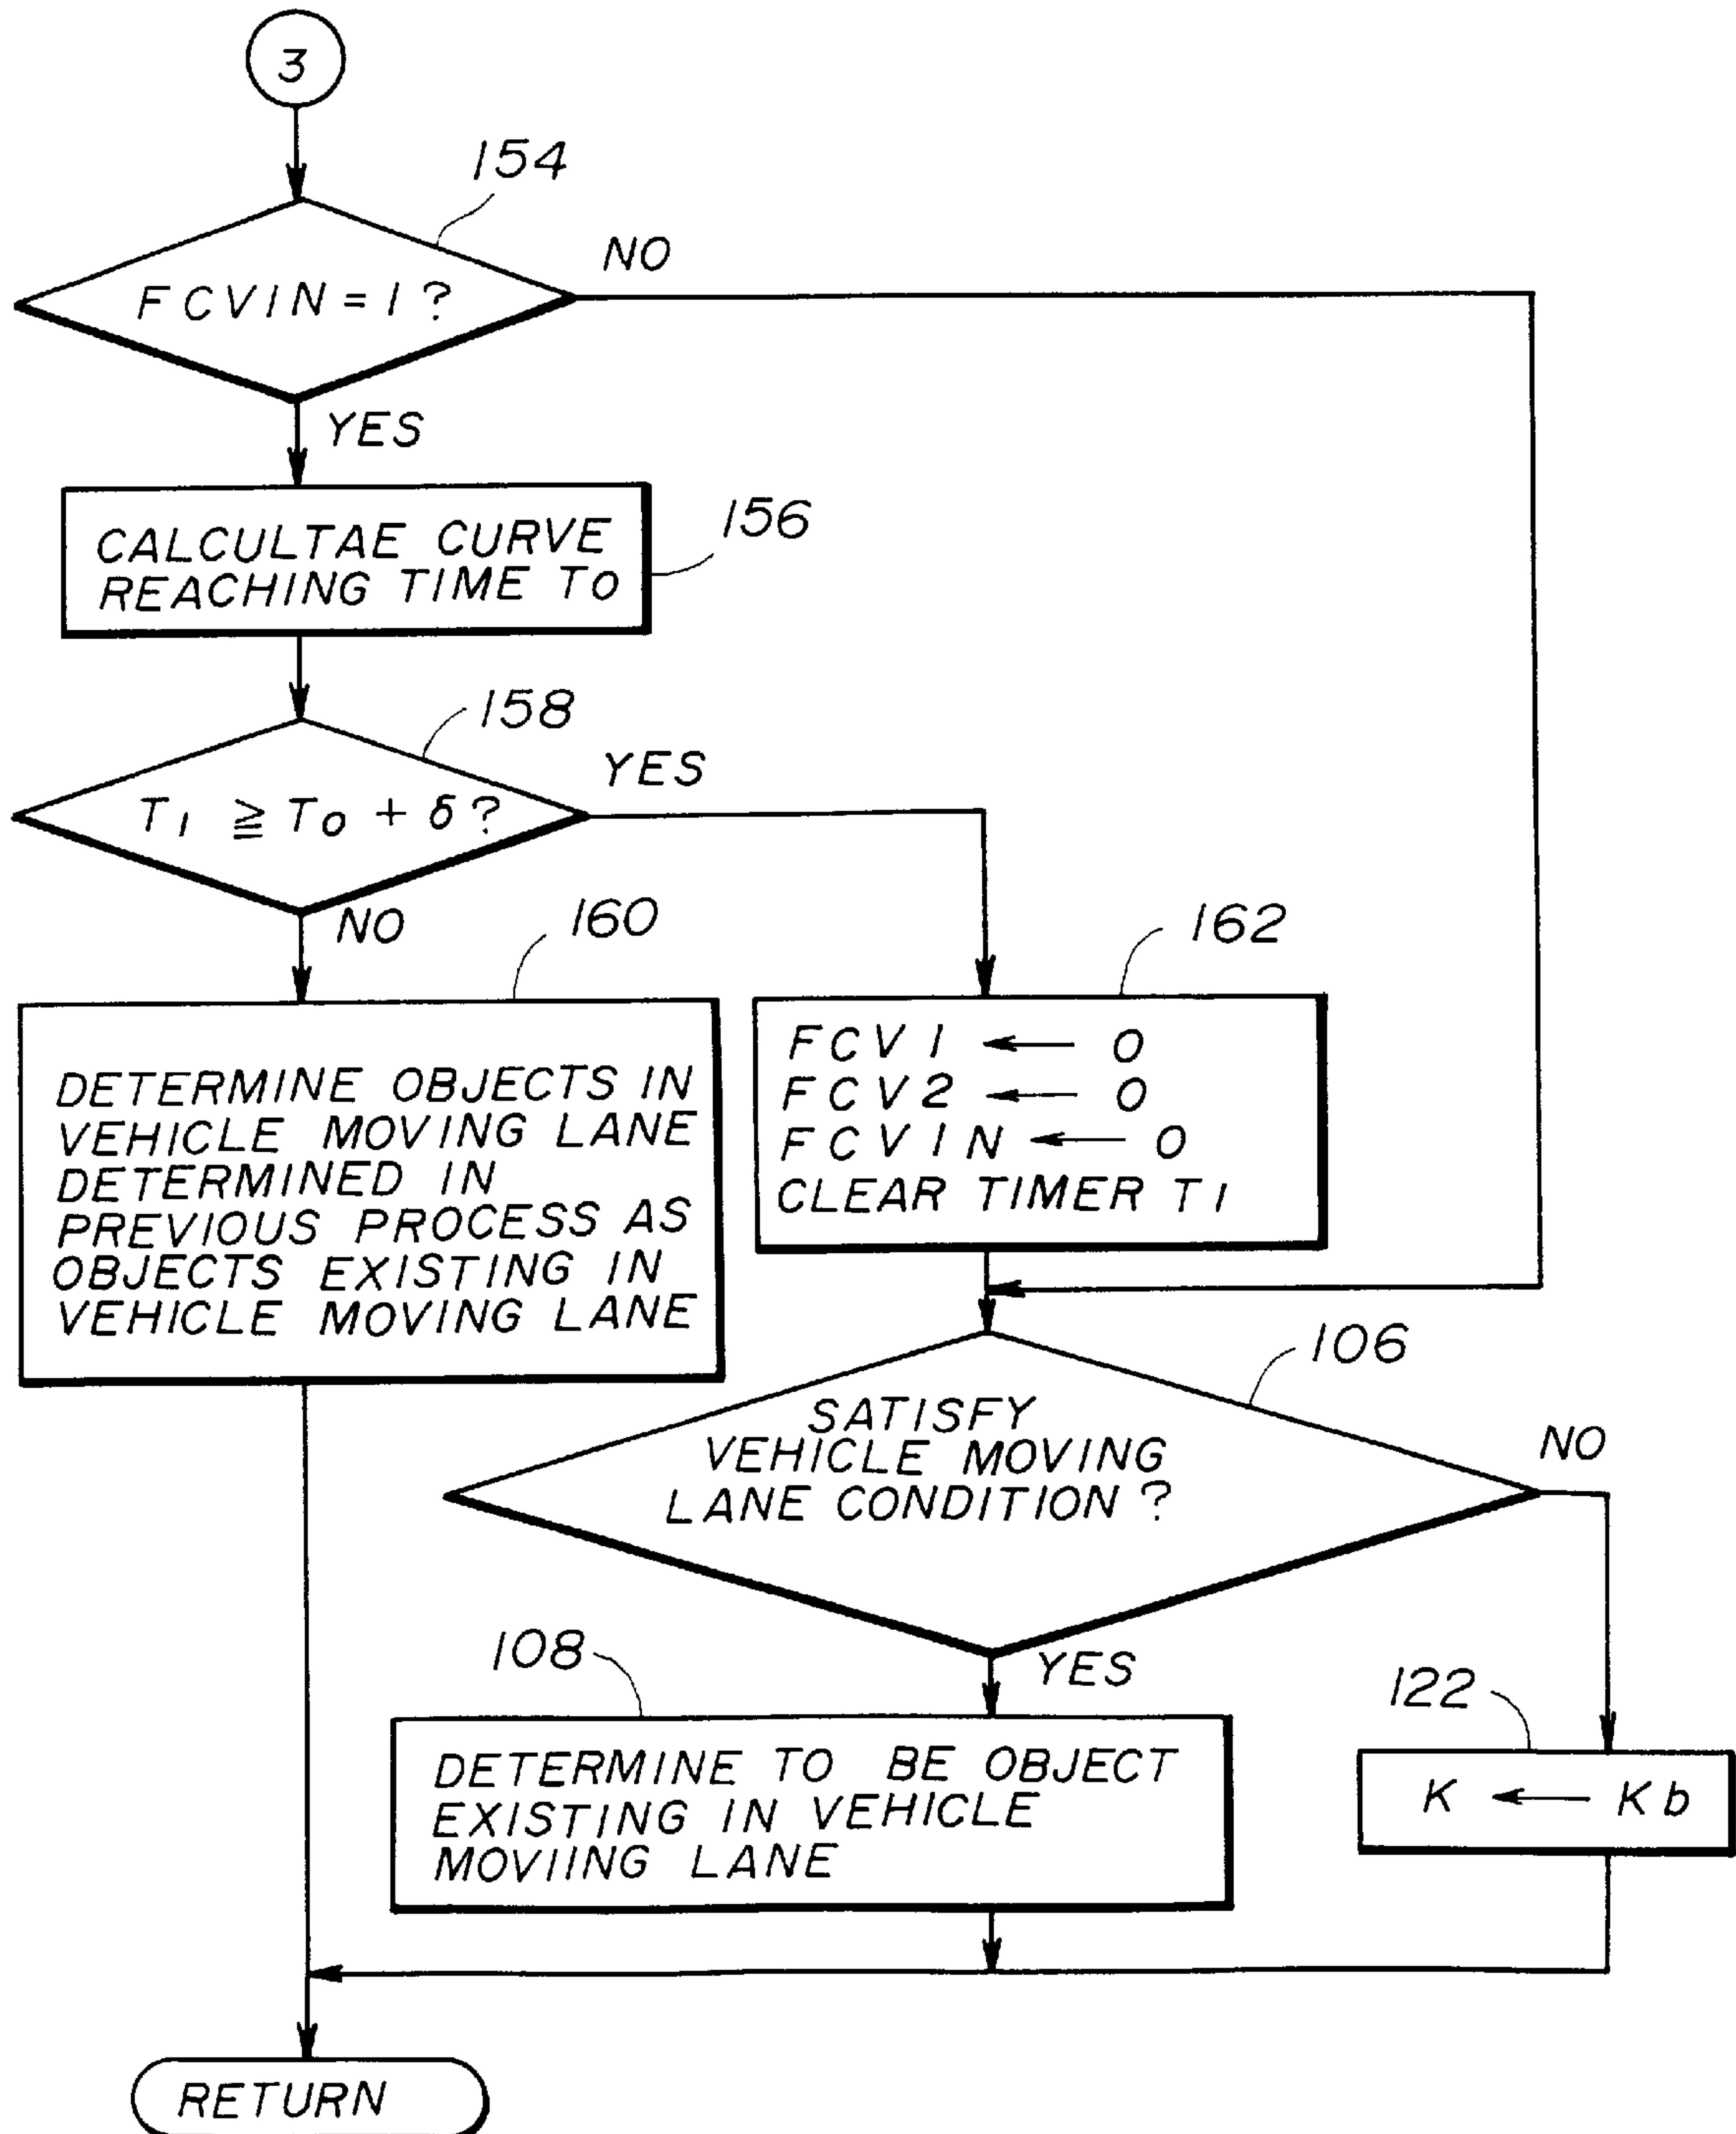 3
154
NO
FCVIN = 1 ?
YES
CALCULTAE CURVE
REACHING TIME To
156
158
YES
T1 ≧ To + δ ?
NO
160
162
DETERMINE OBJECTS IN
VEHICLE MOVING LANE
DETERMINED IN
PREVIOUS PROCESS AS
OBJECTS EXISTING IN
VEHICLE MOVING LANE
FCV1 ← 0
FCV2 ← 0
FCVIN ← 0
CLEAR TIMER T1
106
SATISFY
VEHICLE MOVING
LANE CONDITION ?
NO
108
YES
122
DETERMINE TO BE OBJECT
EXISTING IN VEHICLE
MOVIING LANE
K ← Kb
RETURN